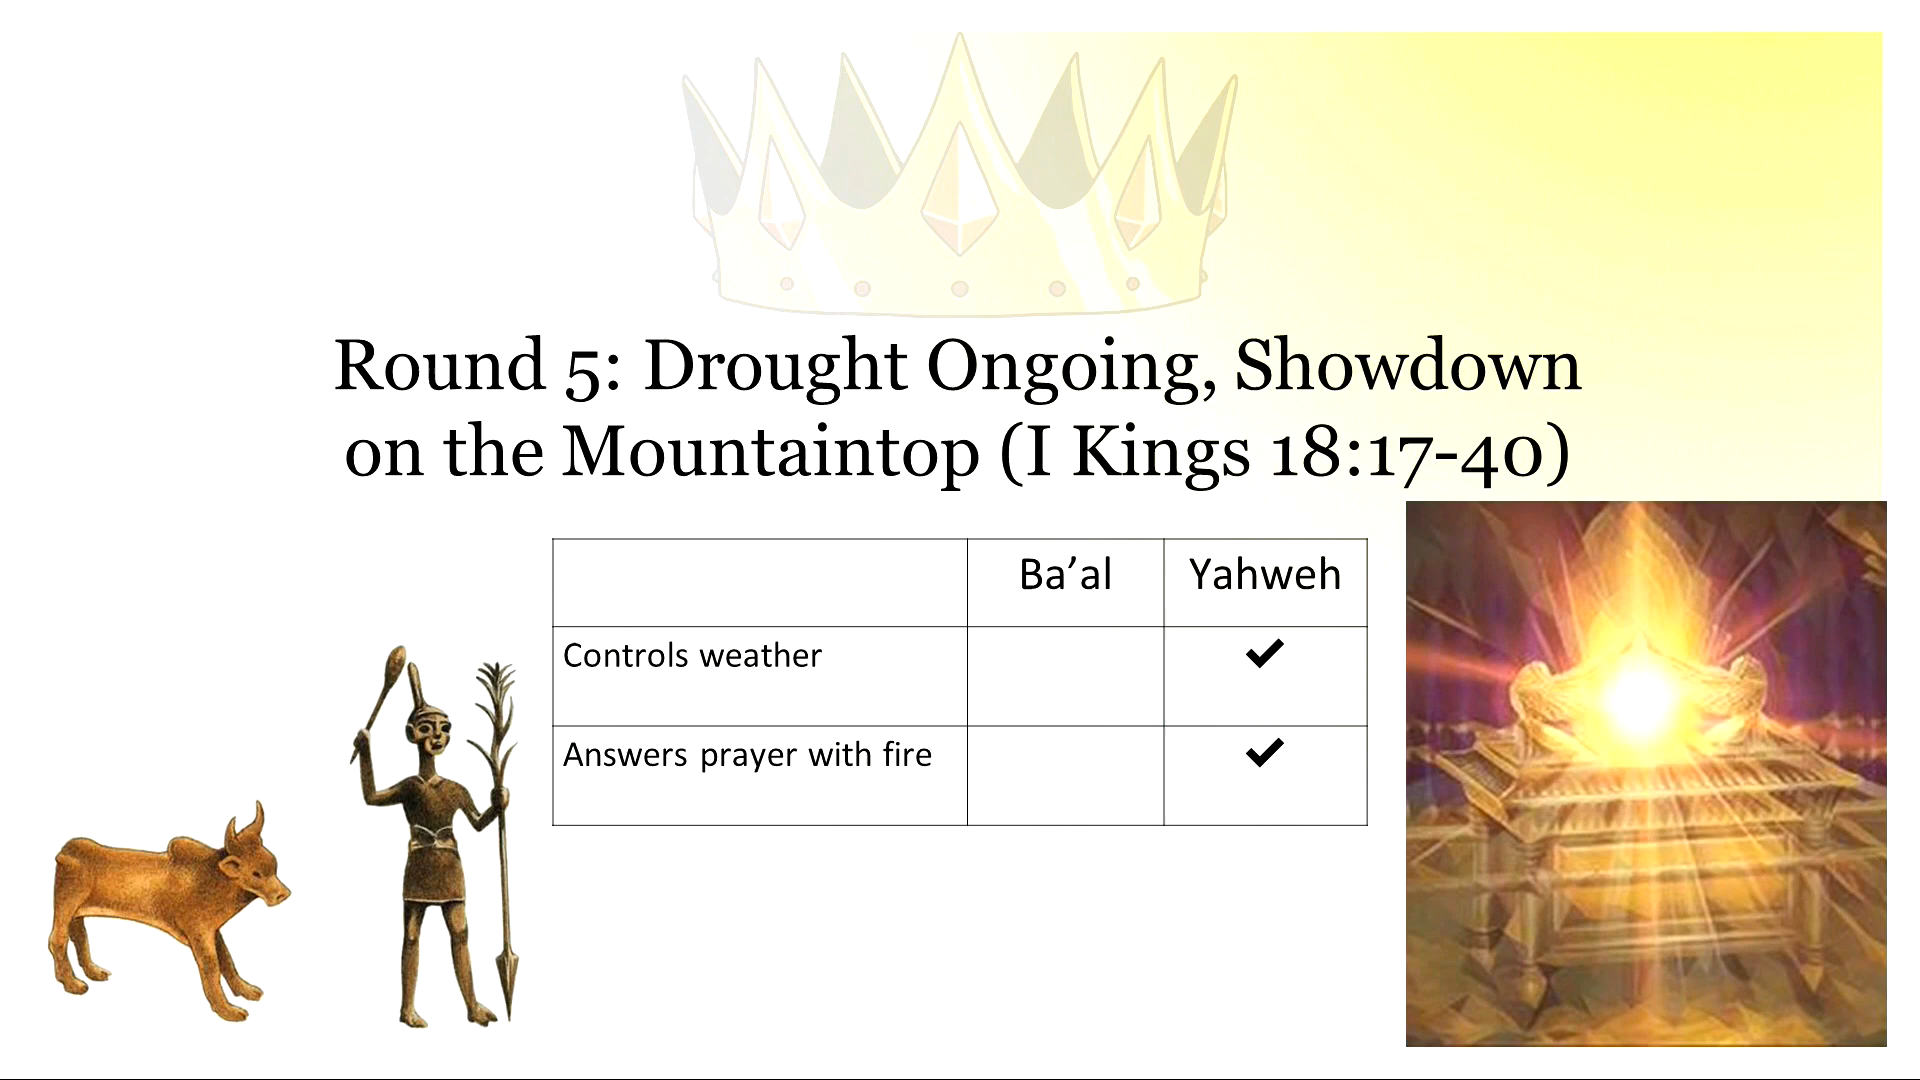 Round 5: Drought Ongoing, Showdown
on the Mountaintop (I Kings 18:17-40)
Ba’al Yahweh
Controls weather ✔
Answers prayer with fire ✔